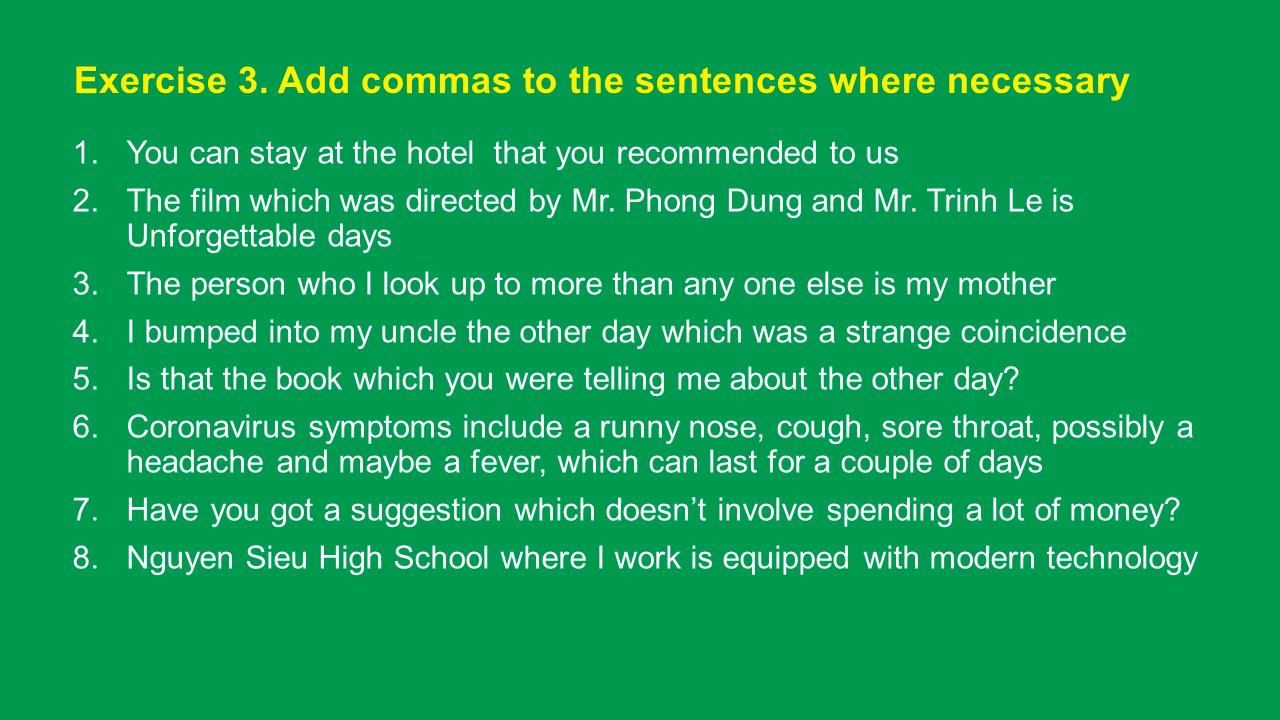 Exercise 3. Add commas to the sentences where necessary
1. You can stay at the hotel  that you recommended to us
2. The film which was directed by Mr. Phong Dung and Mr. Trinh Le is
Unforgettable days
3. The person who I look up to more than any one else is my mother
4. I bumped into my uncle the other day which was a strange coincidence
5. Is that the book which you were telling me about the other day?
6. Coronavirus symptoms include a runny nose, cough, sore throat, possibly a
headache and maybe a fever, which can last for a couple of days
7. Have you got a suggestion which doesn’t involve spending a lot of money?
8. Nguyen Sieu High School where I work is equipped with modern technology